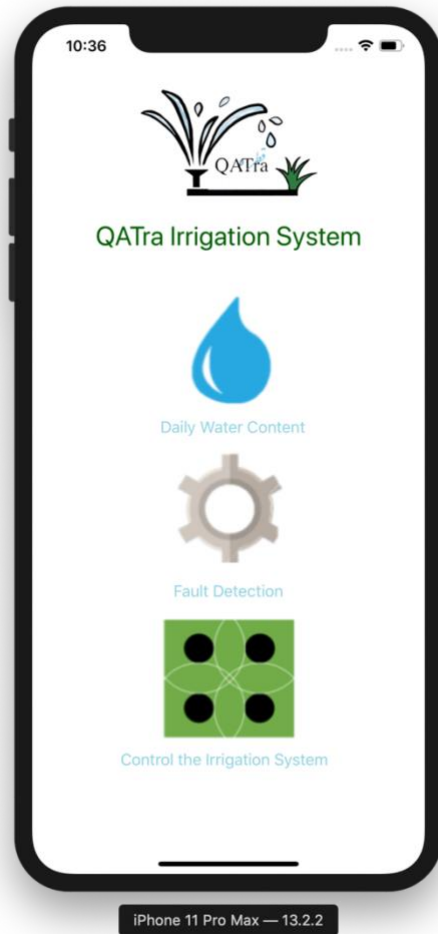 10:36
QATra
QATra Irrigation System
Daily Water Content
Fault Detection
Control the Irrigation System
iPhone 11 Pro Max — 13.2.2